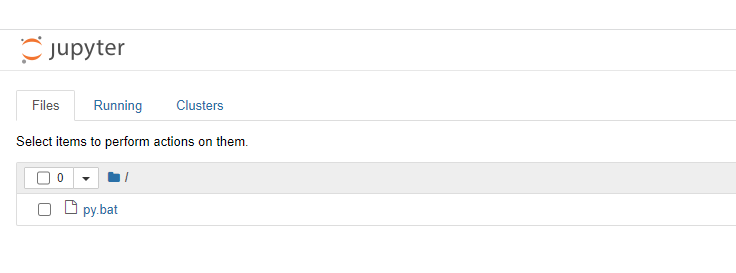 jupyter
Files Running Clusters
Select items to perform actions on them.
0 /
py.bat